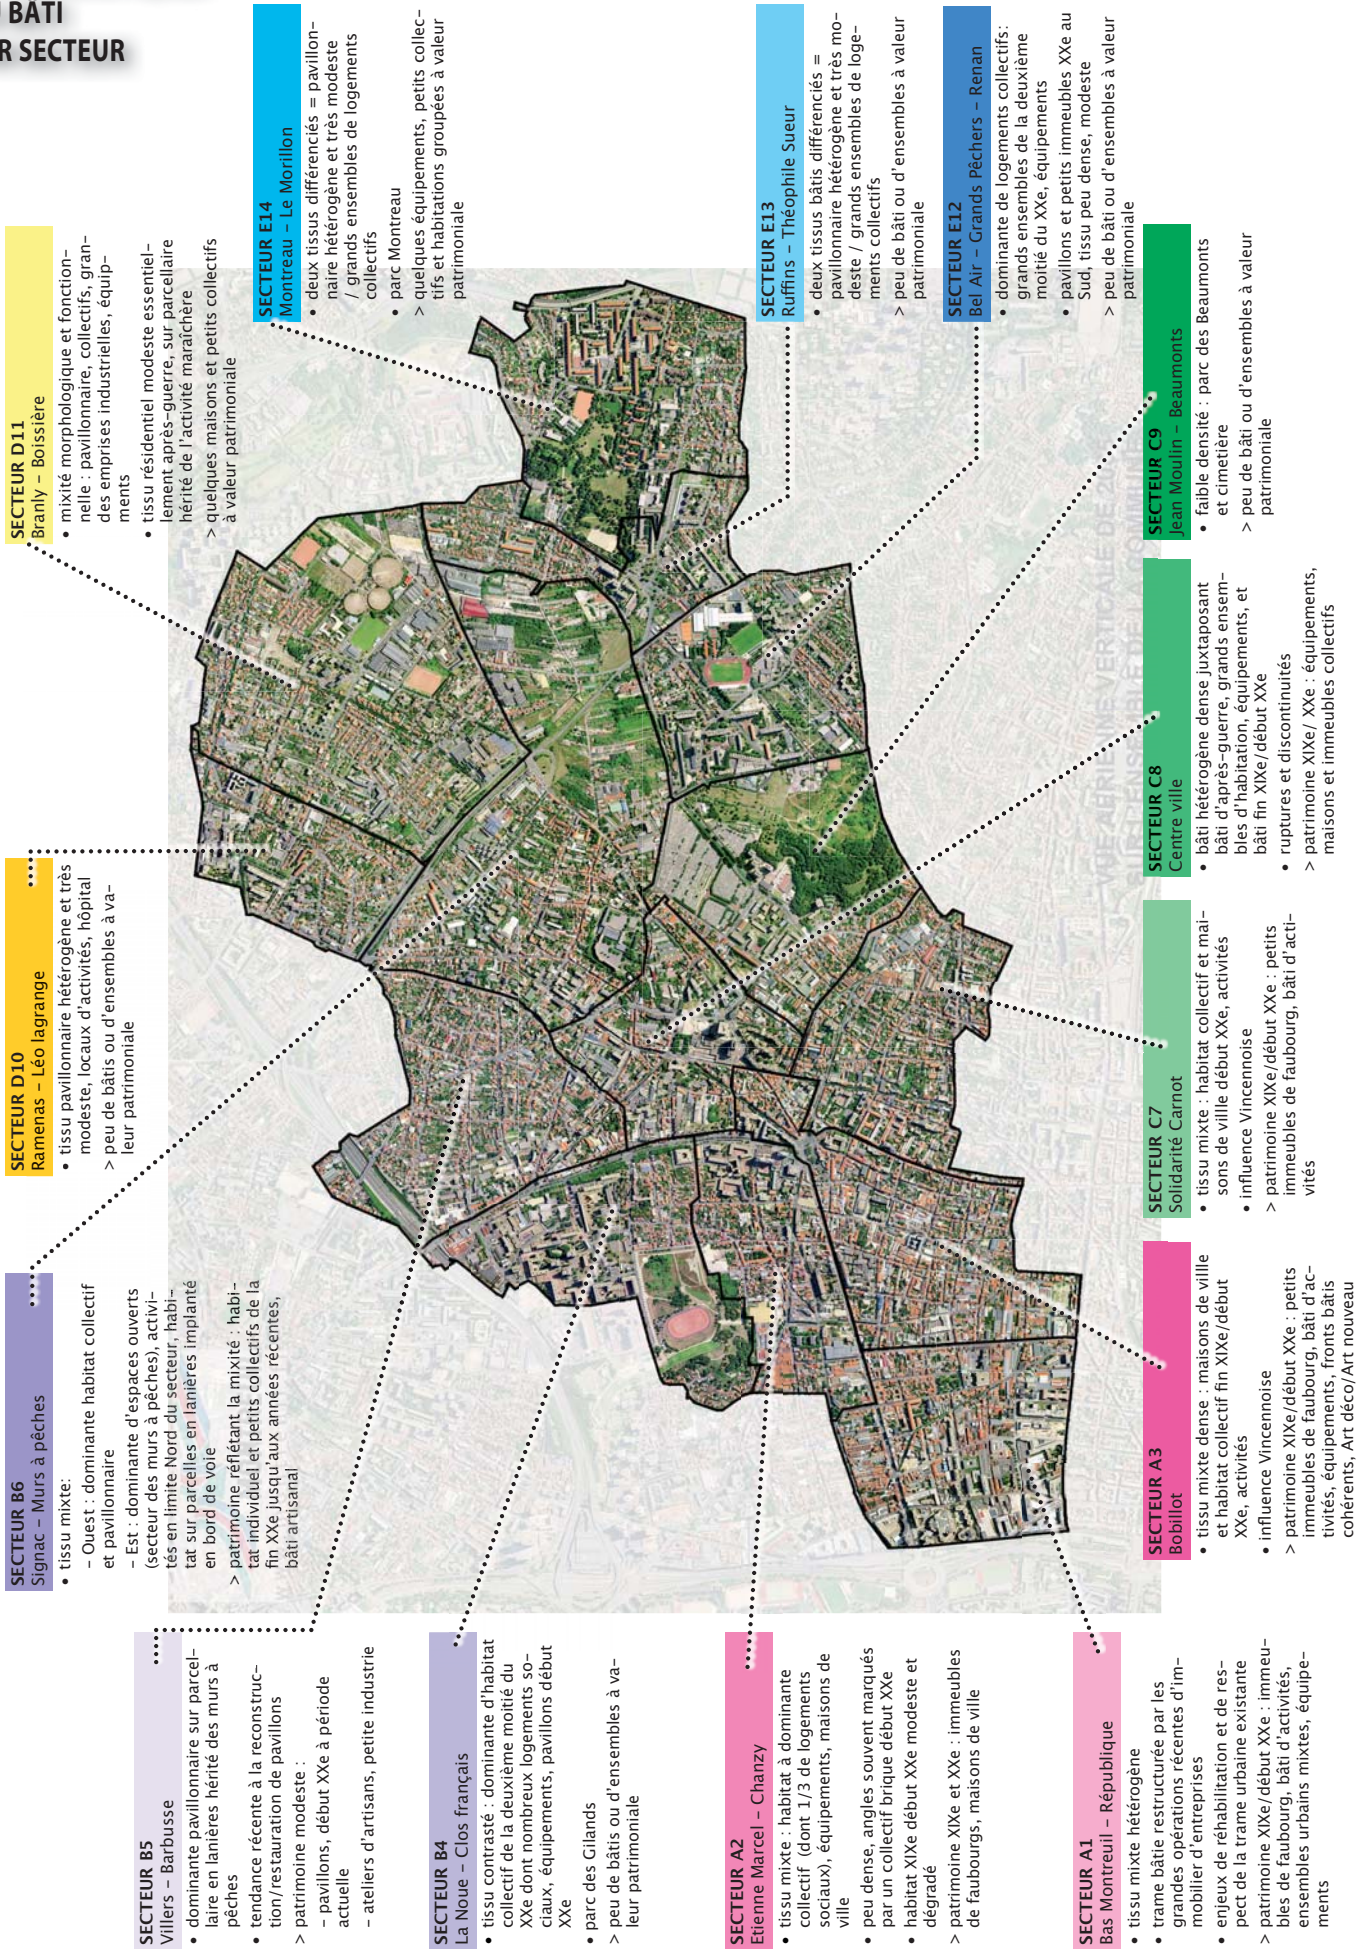 U BÂTI
R SECTEUR
SECTEUR B5
Villers – Barbusse
• dominante pavillonnaire sur parcel-
laire en lanières hérité des murs à
pêches
• tendance récente à la reconstruc-
tion/restauration de pavillons
> patrimoine modeste :
– pavillons, début XXe à période
actuelle
– ateliers d'artisans, petite industrie
SECTEUR B4
La Noue – Clos français
• tissu contrasté : dominante d'habitat
collectif de la deuxième moitié du
XXe dont nombreux logements so-
ciaux, équipements, pavillons début
XXe
• parc des Gilands
> peu de bâtis ou d'ensembles à va-
leur patrimoniale
SECTEUR A2
Etienne Marcel – Chanzy
• tissu mixte : habitat à dominante
collectif (dont 1/3 de logements
sociaux), équipements, maisons de
ville
• peu dense, angles souvent marqués
par un collectif brique début XXe
• habitat XIXe début XXe modeste et
dégradé
> patrimoine XIXe et XXe : immeubles
de faubourgs, maisons de ville
SECTEUR A1
Bas Montreuil – République
• tissu mixte hétérogène
• trame bâtie restructurée par les
grandes opérations récentes d'im-
mobilier d'entreprises
• enjeux de réhabilitation et de res-
pect de la trame urbaine existante
> patrimoine XIXe/début XXe : immeu-
bles de faubourg, bâti d'activités,
ensembles urbains mixtes, équipe-
ments
SECTEUR B6
Signac – Murs à pêches
• tissu mixte:
– Ouest : dominante habitat collectif
et pavillonnaire
– Est : dominante d'espaces ouverts
(secteur des murs à pêches), activi-
tés en limite Nord du secteur, habi-
tat sur parcelles en lanières implanté
en bord de voie
> patrimoine réflétant la mixité : habi-
tat individuel et petits collectifs de la
fin XXe jusqu'aux années récentes,
bâti artisanal
SECTEUR A3
Bobillot
• tissu mixte dense : maisons de ville
et habitat collectif fin XIXe/début
XXe, activités
• influence Vincennoise
> patrimoine XIXe/début XXe : petits
immeubles de faubourg, bâti d'ac-
tivités, équipements, fronts bâtis
cohérents, Art déco/Art nouveau
SECTEUR D10
Ramenas – Léo lagrange
• tissu pavillonnaire hétérogène et très
modeste, locaux d'activités, hôpital
> peu de bâtis ou d'ensembles à va-
leur patrimoniale
SECTEUR C7
Solidarité Carnot
• tissu mixte : habitat collectif et mai-
sons de villle début XXe, activités
• influence Vincennoise
> patrimoine XIXe/début XXe : petits
immeubles de faubourg, bâti d'acti-
vités
SECTEUR C8
Centre ville
• bâti hétérogène dense juxtaposant
bâti d'après-guerre, grands ensem-
bles d'habitation, équipements, et
bâti fin XIXe/début XXe
• ruptures et discontinuités
> patrimoine XIXe/ XXe : équipements,
maisons et immeubles collectifs
SECTEUR D11
Branly – Boissière
• mixité morphologique et fonction-
nelle : pavillonnaire, collectifs, gran-
des emprises industrielles, équip-
ments
• tissu résidentiel modeste essentiel-
lement après-guerre, sur parcellaire
hérité de l'activité maraîchère
> quelques maisons et petits collectifs
à valeur patrimoniale
SECTEUR C9
Jean Moulin – Beaumonts
• faible densité : parc des Beaumonts
et cimetière
> peu de bâti ou d'ensembles à valeur
patrimoniale
SECTEUR E14
Montreau – Le Morillon
• deux tissus différenciés = pavillon-
naire hétérogène et très modeste
/ grands ensembles de logements
collectifs
• parc Montreau
> quelques équipements, petits collec-
tifs et habitations groupées à valeur
patrimoniale
SECTEUR E13
Ruffins – Théophile Sueur
• deux tissus bâtis différenciés =
pavillonnaire hétérogène et très mo-
deste / grands ensembles de loge-
ments collectifs
> peu de bâti ou d'ensembles à valeur
patrimoniale
SECTEUR E12
Bel Air – Grands Pêchers – Renan
• dominante de logements collectifs:
grands ensembles de la deuxième
moitié du XXe, équipements
• pavillons et petits immeubles XXe au
Sud, tissu peu dense, modeste
> peu de bâti ou d'ensembles à valeur
patrimoniale
VUE AÉRIENNE VERTICALE DE